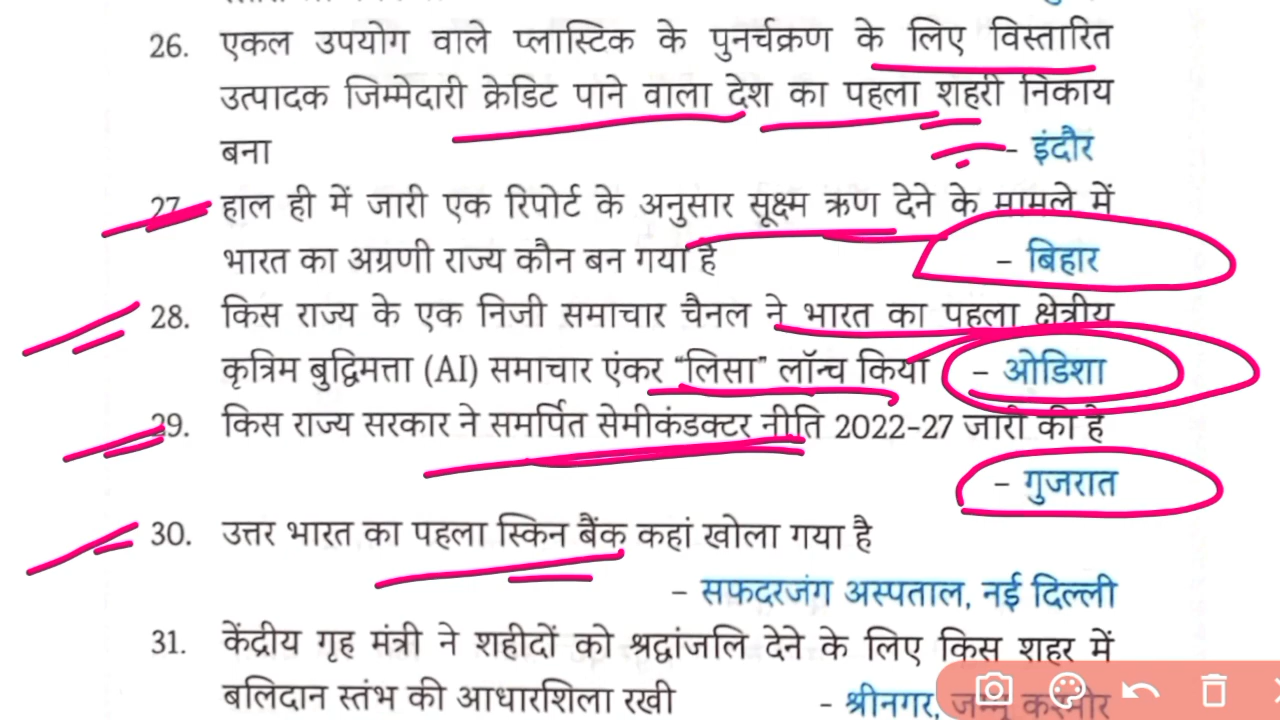 26. एकल उपयोग वाले प्लास्टिक के पुनर्चक्रण के लिए विस्तारित
उत्पादक जिम्मेदारी क्रेडिट पाने वाला देश का पहला शहरी निकाय
बना - इंदौर
27. हाल ही में जारी एक रिपोर्ट के अनुसार सूक्ष्म ऋण देने के मामले में
भारत का अग्रणी राज्य कौन बन गया है - बिहार
28. किस राज्य के एक निजी समाचार चैनल ने भारत का पहला क्षेत्रीय
कृत्रिम बुद्धिमत्ता (AI) समाचार एंकर “लिसा” लॉन्च किया - ओडिशा
29. किस राज्य सरकार ने समर्पित सेमीकंडक्टर नीति 2022-27 जारी की है
- गुजरात
30. उत्तर भारत का पहला स्किन बैंक कहां खोला गया है
- सफदरजंग अस्पताल, नई दिल्ली
31. केंद्रीय गृह मंत्री ने शहीदों को श्रद्धांजलि देने के लिए किस शहर में
बलिदान स्तंभ की आधारशिला रखी - श्रीनगर, जम्मू कश्मीर